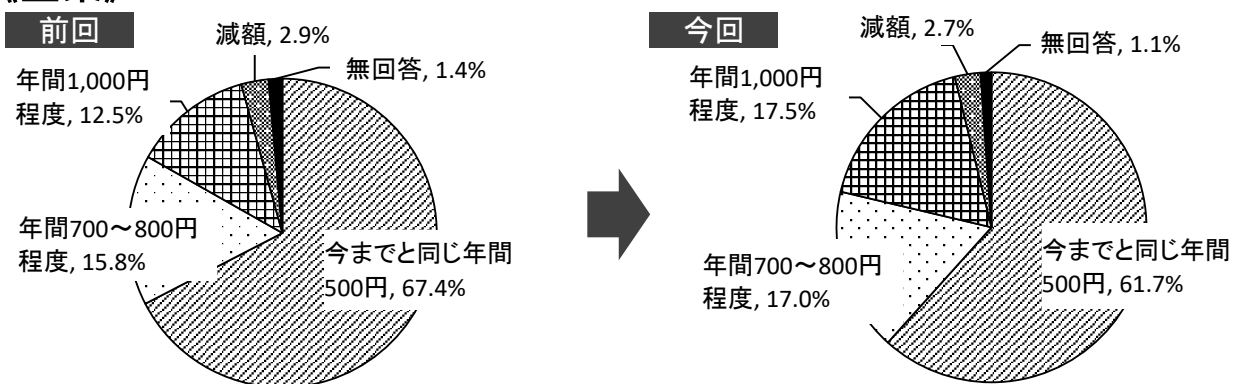 前回
減額, 2.9%
無回答, 1.4%
年間1,000円
程度, 12.5%
年間700～800円
程度, 15.8%
今までと同じ年間
500円, 67.4%
今回
減額, 2.7%
無回答, 1.1%
年間1,000円
程度, 17.5%
年間700～800円
程度, 17.0%
今までと同じ年間
500円, 61.7%